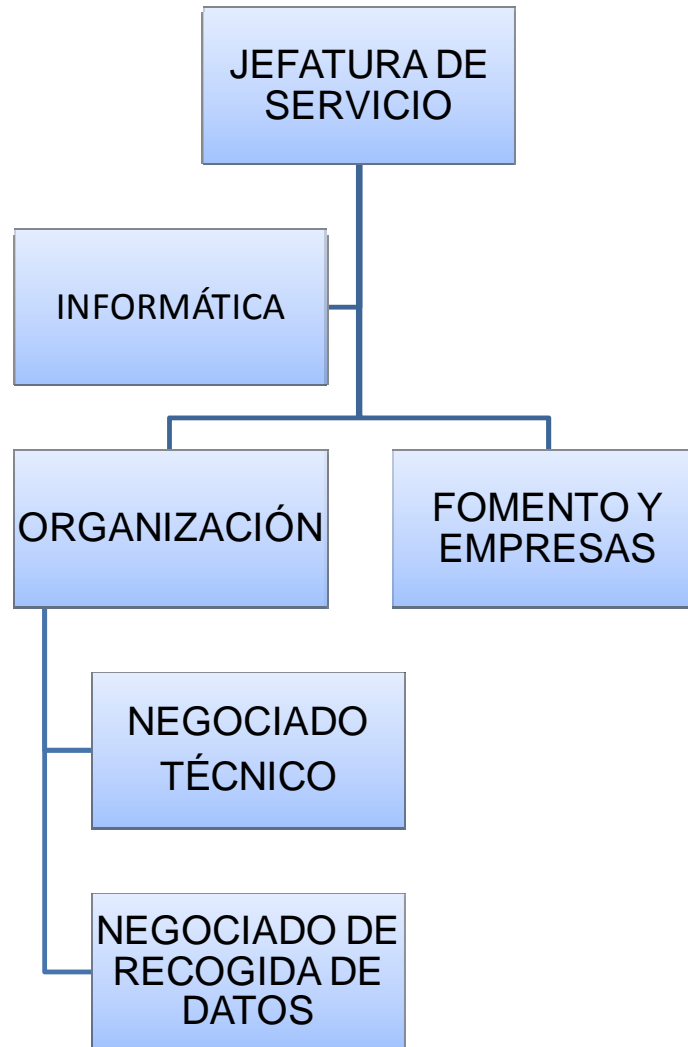 JEFATURA DE
SERVICIO
INFORMÁTICA
ORGANIZACIÓN
FOMENTO Y
EMPRESAS
NEGOCIADO
TÉCNICO
NEGOCIADO DE
RECOGIDA DE
DATOS